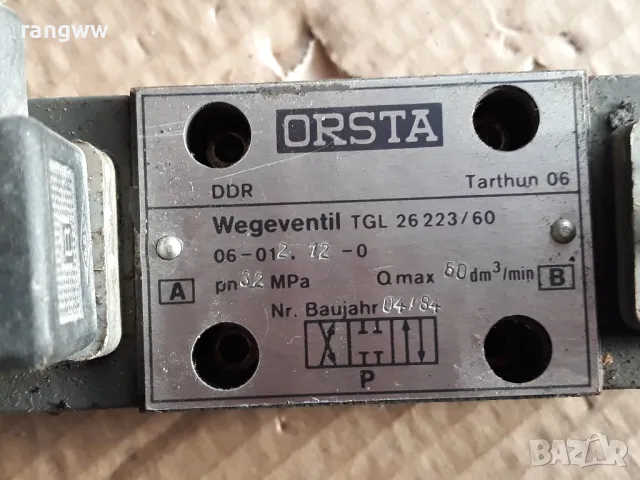 rangww
ORSTA
DDR Tarthun 06
Wegeventil TGL 26 223/60
06-012. 12 -0
A pn 32 MPa Q max 60 dm³/min B
Nr. Baujahr 04/84
P
BAZAR